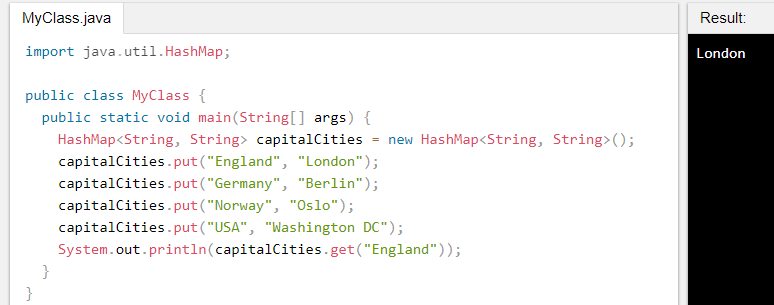 MyClass.java
Result:
import java.util.HashMap;
London
public class MyClass {
public static void main(String[] args) {
HashMap<String, String> capitalCities = new HashMap<String, String>();
capitalCities.put("England", "London");
capitalCities.put("Germany", "Berlin");
capitalCities.put("Norway", "Oslo");
capitalCities.put("USA", "Washington DC");
System.out.println(capitalCities.get("England"));
}
}